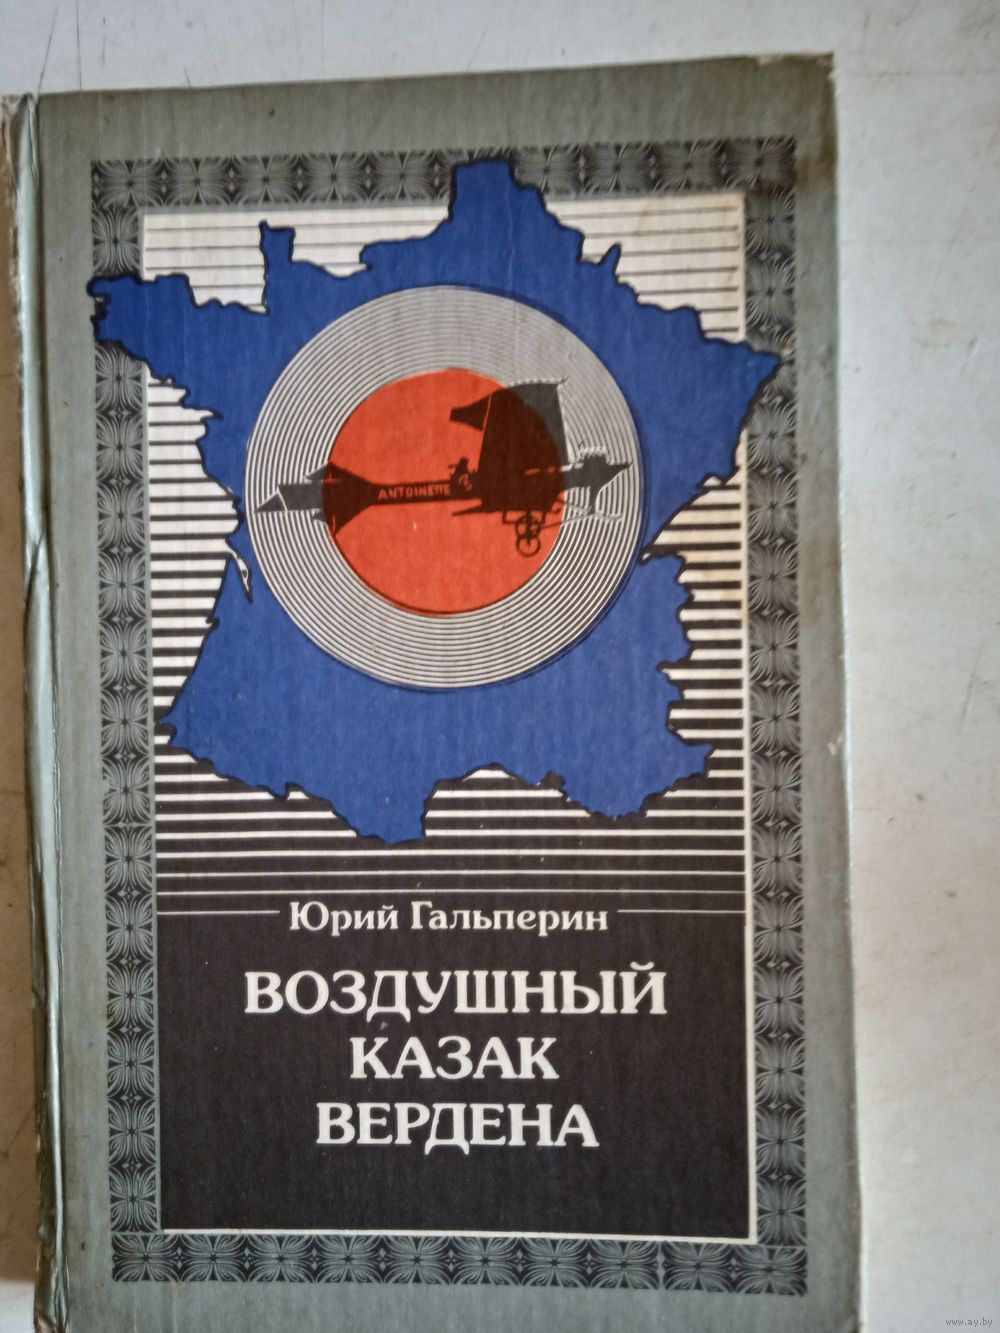 ANTOINETTE
Юрий Гальперин
ВОЗДУШНЫЙ
КАЗАК
ВЕРДЕНА
www.ay.by